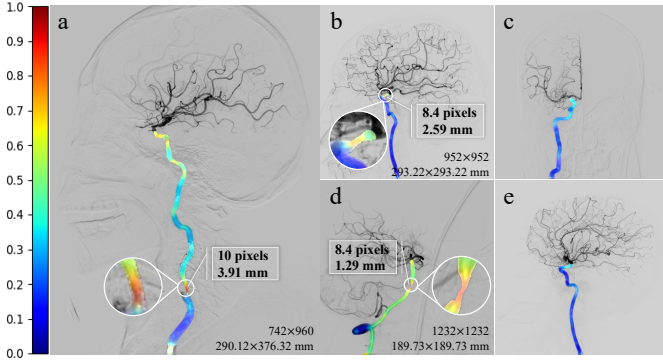 1.0
0.9
0.8
0.7
0.6
0.5
0.4
0.3
0.2
0.1
0.0
a
10 pixels
3.91 mm
742×960
290.12×376.32 mm
b
8.4 pixels
2.59 mm
952×952
293.22×293.22 mm
c
d
8.4 pixels
1.29 mm
1232×1232
189.73×189.73 mm
e